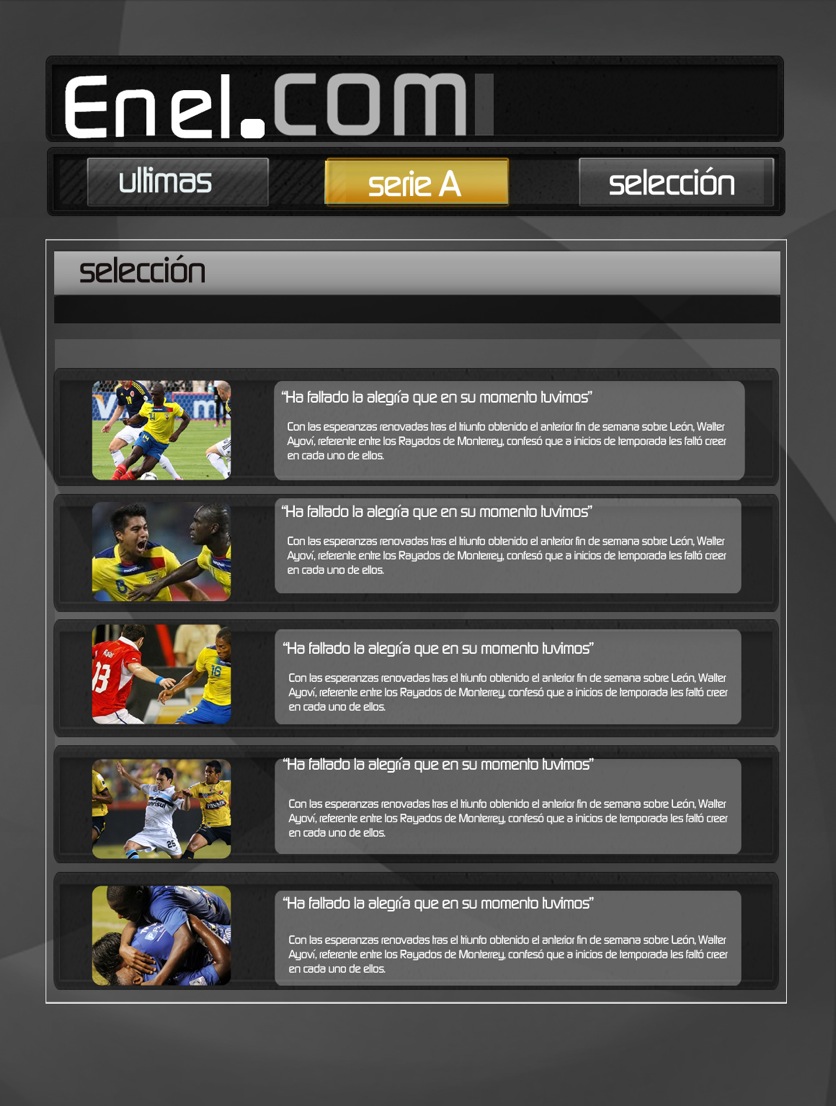 Enel.com
ultimas
serie A
selección
selección
“Ha faltado la alegría que en su momento tuvimos”
Con las esperanzas renovadas tras el triunfo obtenido el anterior fin de semana sobre León, Walter
Ayoví, referente entre los Rayados de Monterrey, confesó que a inicios de temporada les faltó creer
en cada uno de ellos.
“Ha faltado la alegría que en su momento tuvimos”
Con las esperanzas renovadas tras el triunfo obtenido el anterior fin de semana sobre León, Walter
Ayoví, referente entre los Rayados de Monterrey, confesó que a inicios de temporada les faltó creer
en cada uno de ellos.
“Ha faltado la alegría que en su momento tuvimos”
Con las esperanzas renovadas tras el triunfo obtenido el anterior fin de semana sobre León, Walter
Ayoví, referente entre los Rayados de Monterrey, confesó que a inicios de temporada les faltó creer
en cada uno de ellos.
13
16
“Ha faltado la alegría que en su momento tuvimos”
Con las esperanzas renovadas tras el triunfo obtenido el anterior fin de semana sobre León, Walter
Ayoví, referente entre los Rayados de Monterrey, confesó que a inicios de temporada les faltó creer
en cada uno de ellos.
25
“Ha faltado la alegría que en su momento tuvimos”
Con las esperanzas renovadas tras el triunfo obtenido el anterior fin de semana sobre León, Walter
Ayoví, referente entre los Rayados de Monterrey, confesó que a inicios de temporada les faltó creer
en cada uno de ellos.